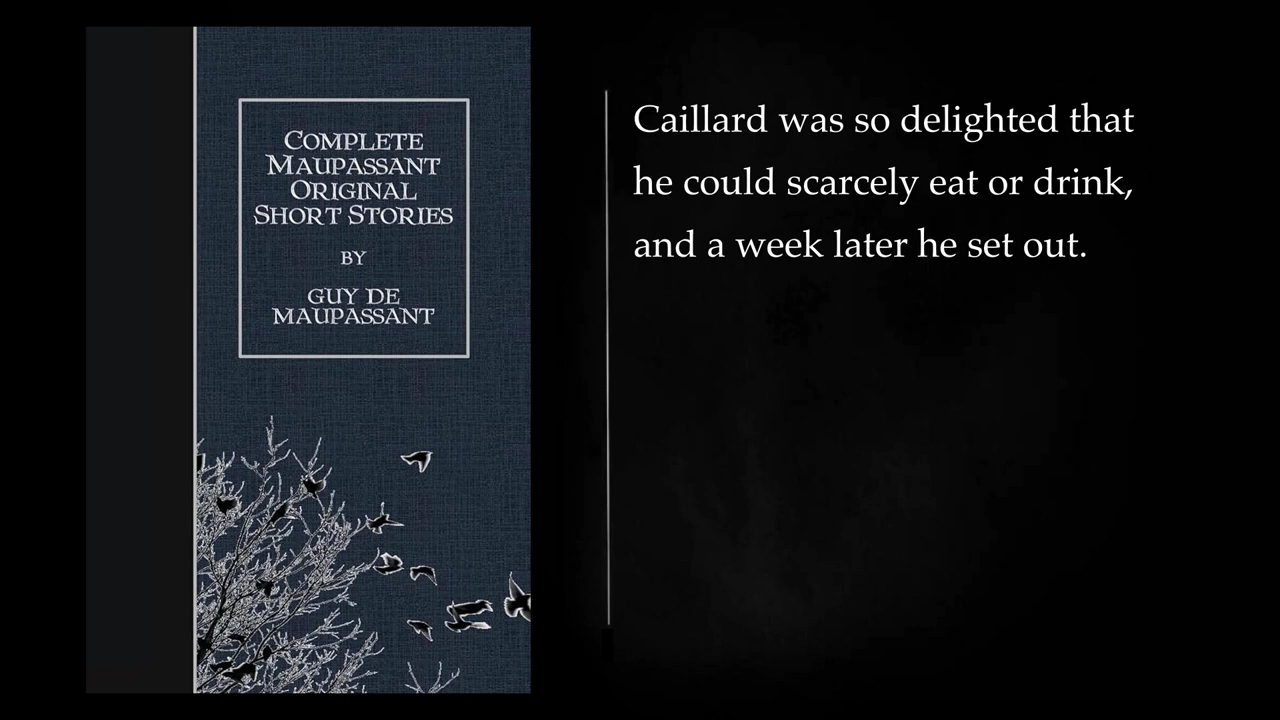 COMPLETE
MAUPASSANT
ORIGINAL
SHORT STORIES
BY
GUY DE
MAUPASSANT
Caillard was so delighted that
he could scarcely eat or drink,
and a week later he set out.